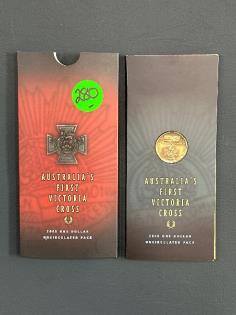 280
AUSTRALIA'S
FIRST
VICTORIA
CROSS
2000 ONE DOLLAR
UNCIRCULATED PACK
AUSTRALIA'S
FIRST
VICTORIA
CROSS
2000 ONE DOLLAR
UNCIRCULATED PACK